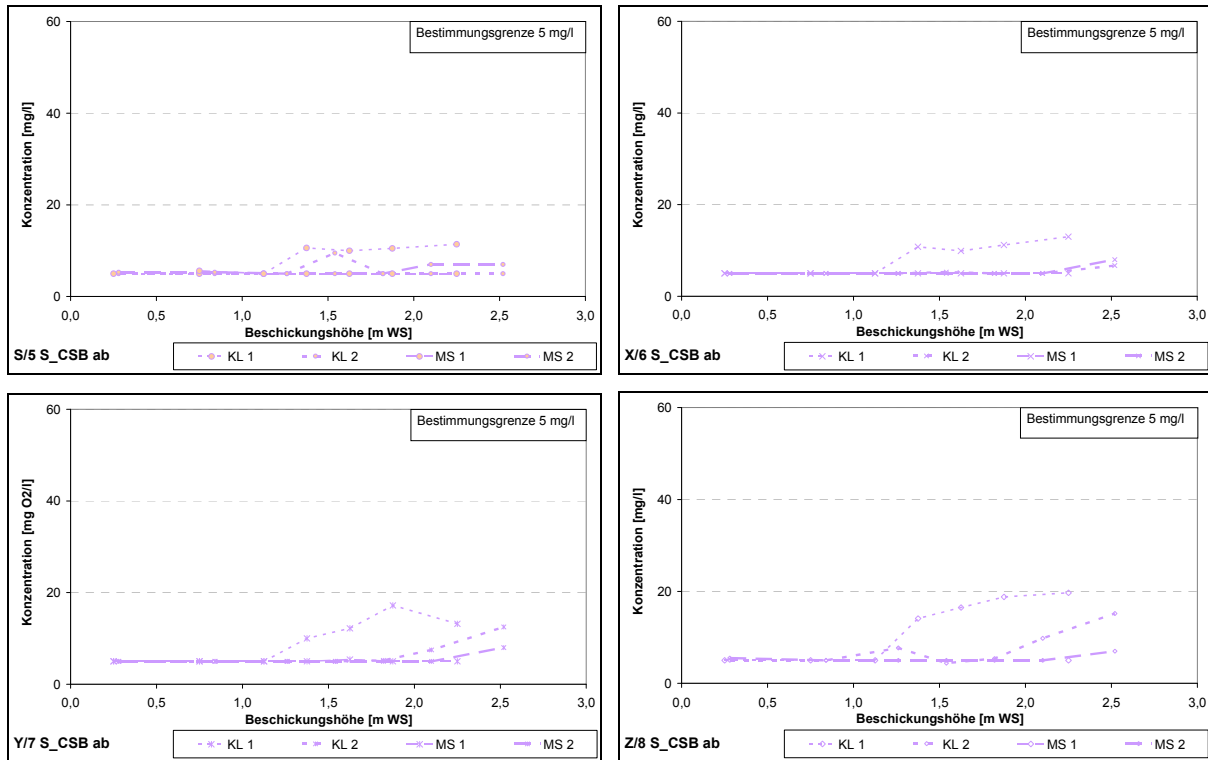 Bestimmungsgrenze 5 mg/l
Konzentration [mg/l]
60
40
20
0
0,0 0,5 1,0 1,5 2,0 2,5 3,0
Beschickungshöhe [m WS]
S/5 S_CSB ab
KL 1 KL 2 MS 1 MS 2
Bestimmungsgrenze 5 mg/l
Konzentration [mg/l]
60
40
20
0
0,0 0,5 1,0 1,5 2,0 2,5 3,0
Beschickungshöhe [m WS]
X/6 S_CSB ab
KL 1 KL 2 MS 1 MS 2
Bestimmungsgrenze 5 mg/l
Konzentration [mg O2/l]
60
40
20
0
0,0 0,5 1,0 1,5 2,0 2,5 3,0
Beschickungshöhe [m WS]
Y/7 S_CSB ab
KL 1 KL 2 MS 1 MS 2
Bestimmungsgrenze 5 mg/l
Konzentration [mg/l]
60
40
20
0
0,0 0,5 1,0 1,5 2,0 2,5 3,0
Beschickungshöhe [m WS]
Z/8 S_CSB ab
KL 1 KL 2 MS 1 MS 2